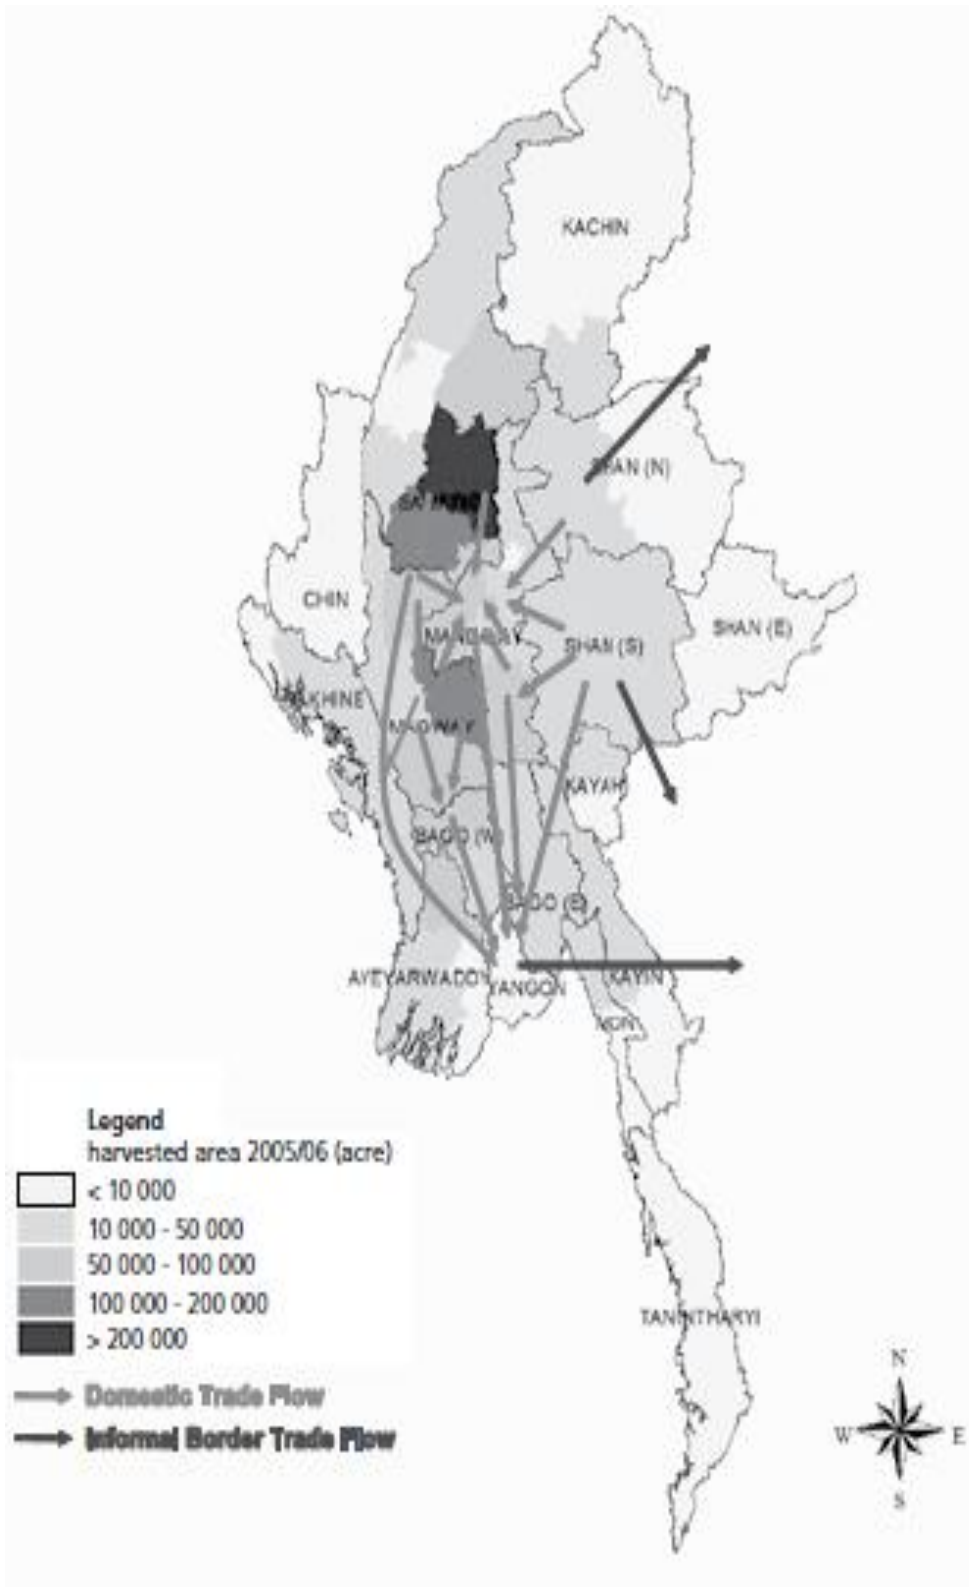 KACHIN
SHAN (N)
CHIN
SHAN (E)
MANDALAY
SHAN (S)
MAGWAY
KAYAH
BAGO (W)
BAGO (E)
AYEYARWADDY
YANGON
KAYIN
MON
Legend
harvested area 2005/06 (acre)
< 10 000
10 000 - 50 000
50 000 - 100 000
100 000 - 200 000
> 200 000
Domestic Trade Flow
Informal Border Trade Flow
TANINTHARYI
N
W E
S